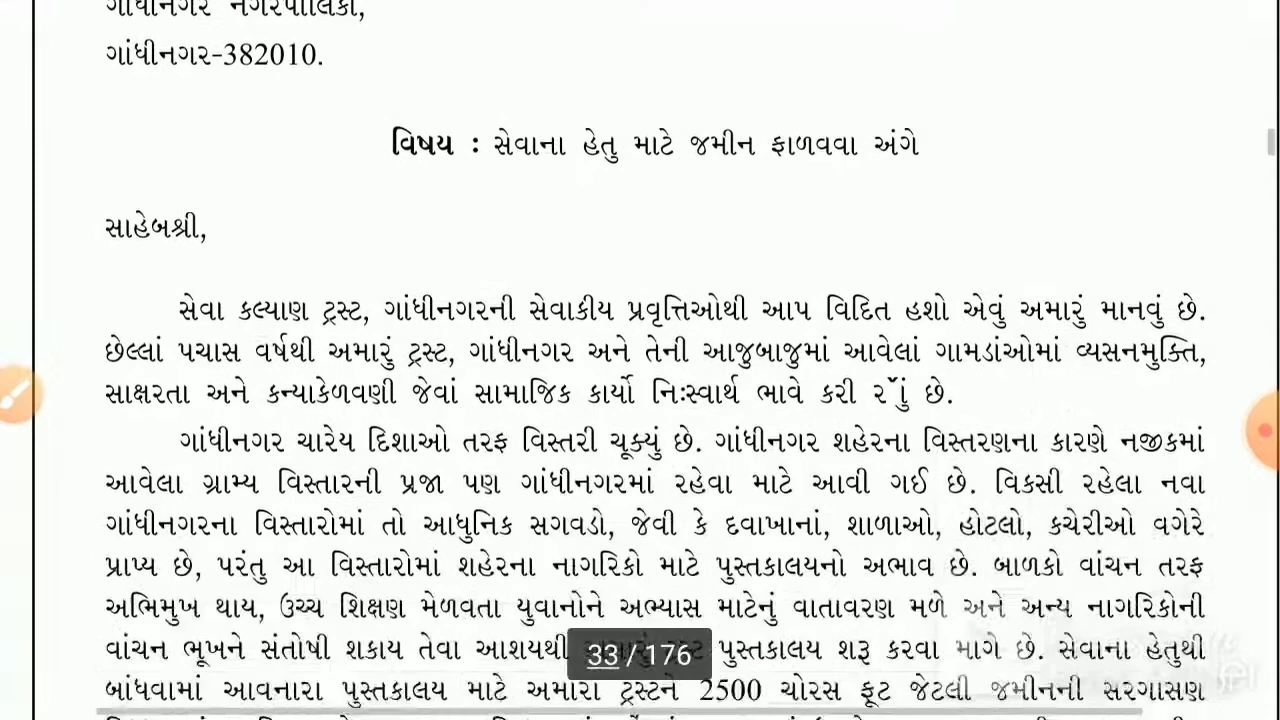 ગાંધીનગર નગરપાલિકા,
ગાંધીનગર-382010.
વિષય : સેવાના હેતુ માટે જમીન ફાળવવા અંગે
સાહેબશ્રી,
સેવા કલ્યાણ ટ્રસ્ટ, ગાંધીનગરની સેવાકીય પ્રવૃત્તિઓથી આપ વિદિત હશો એવું અમારું માનવું છે.
છેલ્લાં પચાસ વર્ષથી અમારું ટ્રસ્ટ, ગાંધીનગર અને તેની આજુબાજુમાં આવેલાં ગામડાંઓમાં વ્યસનમુક્તિ,
સાક્ષરતા અને કન્યાકેળવણી જેવાં સામાજિક કાર્યો નિઃસ્વાર્થ ભાવે કરી છે.
ગાંધીનગર ચારેય દિશાઓ તરફ વિસ્તરી ચૂક્યું છે. ગાંધીનગર શહેરના વિસ્તરણના કારણે નજીકમાં
આવેલા ગ્રામ્ય વિસ્તારની પ્રજા પણ ગાંધીનગરમાં રહેવા માટે આવી ગઈ છે. વિકસી રહેલા નવા
ગાંધીનગરના વિસ્તારોમાં તો આધુનિક સગવડો, જેવી કે દવાખાનાં, શાળાઓ, હોટલો, કચેરીઓ વગેરે
પ્રાપ્ય છે, પરંતુ આ વિસ્તારોમાં શહેરના નાગરિકો માટે પુસ્તકાલયનો અભાવ છે. બાળકો વાંચન તરફ
અભિમુખ થાય, ઉચ્ચ શિક્ષણ મેળવતા યુવાનોને અભ્યાસ માટેનું વાતાવરણ મળે અને અન્ય નાગરિકોની
વાંચન ભૂખને સંતોષી શકાય તેવા આશયથી પુસ્તકાલય શરૂ કરવા માગે છે. સેવાના હેતુથી
33 / 176
બાંધવામાં આવનારા પુસ્તકાલય માટે અમારા ટ્રસ્ટને 2500 ચોરસ ફૂટ જેટલી જમીનની સરગાસણ